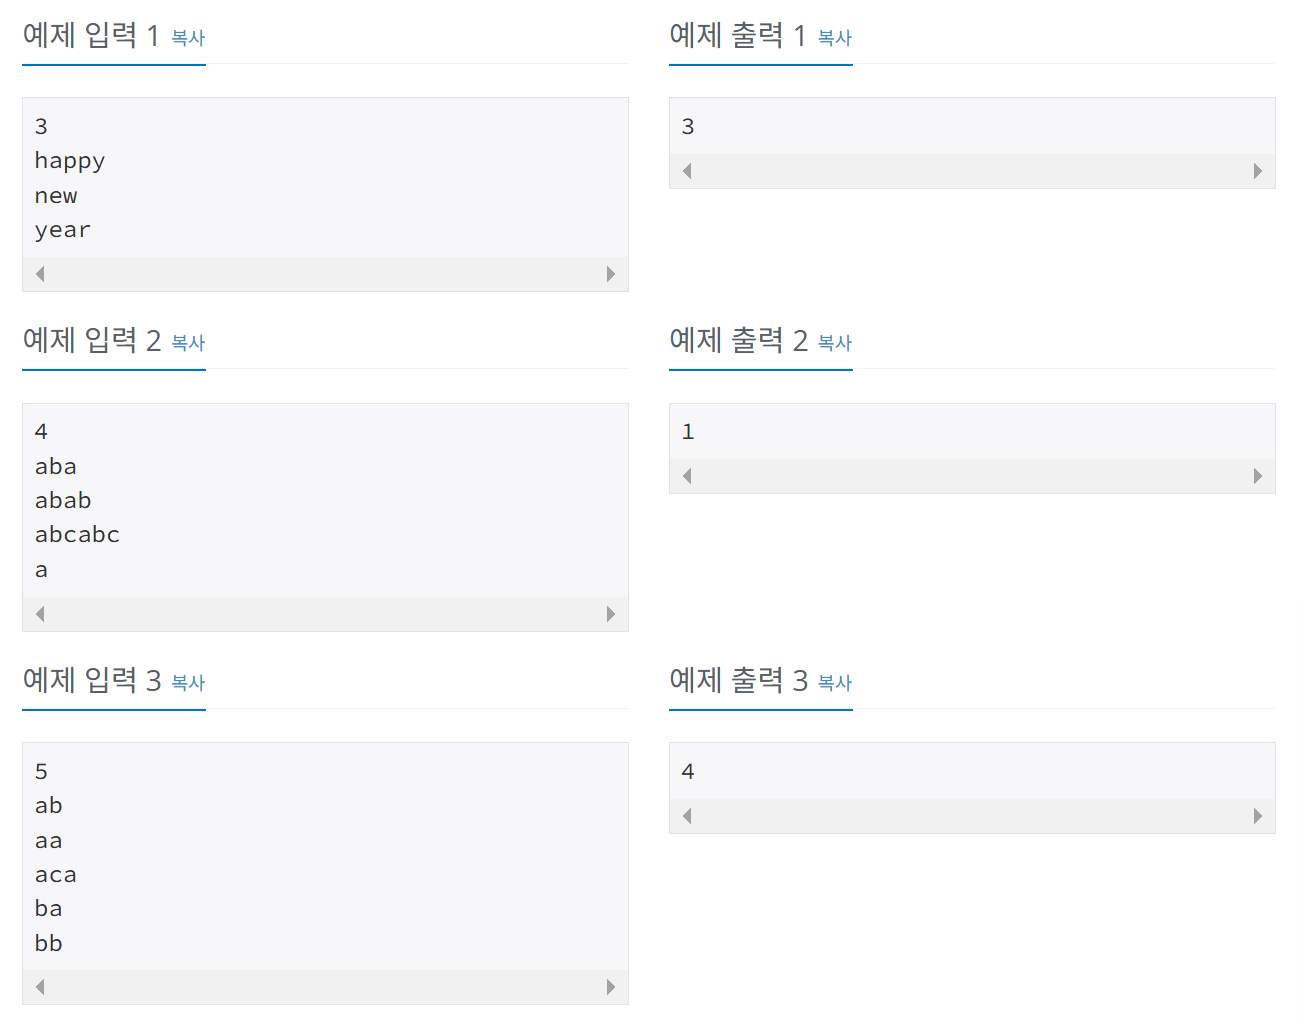 예제 입력 1 복사
3
happy
new
year
예제 출력 1 복사
3
예제 입력 2 복사
4
aba
abab
abcabc
a
예제 출력 2 복사
1
예제 입력 3 복사
5
ab
aa
aca
ba
bb
예제 출력 3 복사
4